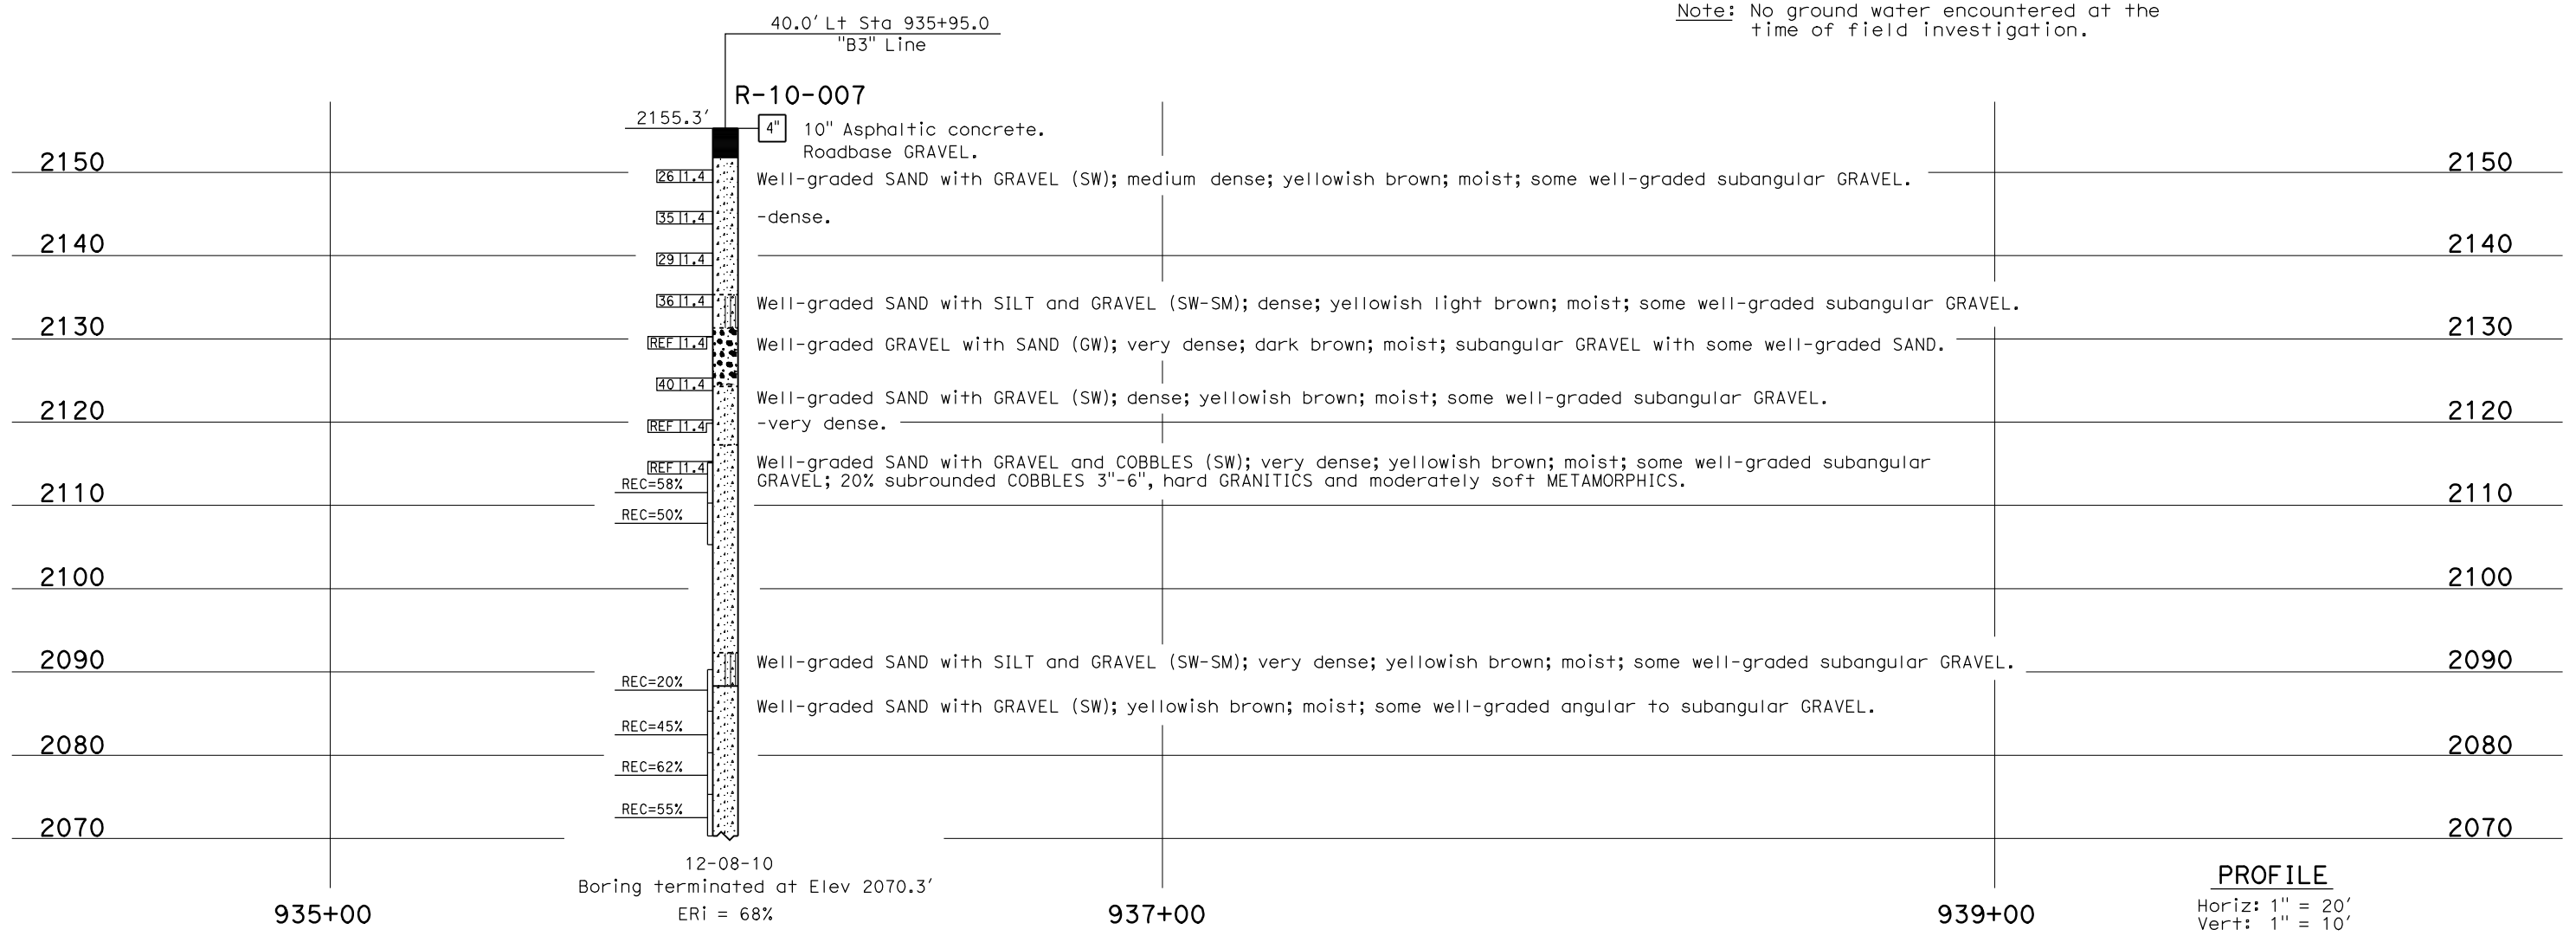 40.0' Lt Sta 935+95.0
"B3" Line
Note: No ground water encountered at the
time of field investigation.
R-10-007
2155.3'
4"
10" Asphaltic concrete.
Roadbase GRAVEL.
2150
2150
26 1.4
Well-graded SAND with GRAVEL (SW); medium dense; yellowish brown; moist; some well-graded subangular GRAVEL.
35 1.4
-dense.
2140
2140
29 1.4
36 1.4
Well-graded SAND with SILT and GRAVEL (SW-SM); dense; yellowish light brown; moist; some well-graded subangular GRAVEL.
2130
2130
REF 1.4
Well-graded GRAVEL with SAND (GW); very dense; dark brown; moist; subangular GRAVEL with some well-graded SAND.
40 1.4
Well-graded SAND with GRAVEL (SW); dense; yellowish brown; moist; some well-graded subangular GRAVEL.
2120
2120
REF 1.4
-very dense.
REF 1.4
Well-graded SAND with GRAVEL and COBBLES (SW); very dense; yellowish brown; moist; some well-graded subangular
GRAVEL; 20% subrounded COBBLES 3"-6", hard GRANITICS and moderately soft METAMORPHICS.
REC=58%
2110
2110
REC=50%
2100
2100
2090
2090
Well-graded SAND with SILT and GRAVEL (SW-SM); very dense; yellowish brown; moist; some well-graded subangular GRAVEL.
REC=20%
Well-graded SAND with GRAVEL (SW); yellowish brown; moist; some well-graded angular to subangular GRAVEL.
REC=45%
2080
2080
REC=62%
REC=55%
2070
2070
12-08-10
Boring terminated at Elev 2070.3'
ERi = 68%
935+00
937+00
939+00
PROFILE
Horiz: 1" = 20'
Vert: 1" = 10'